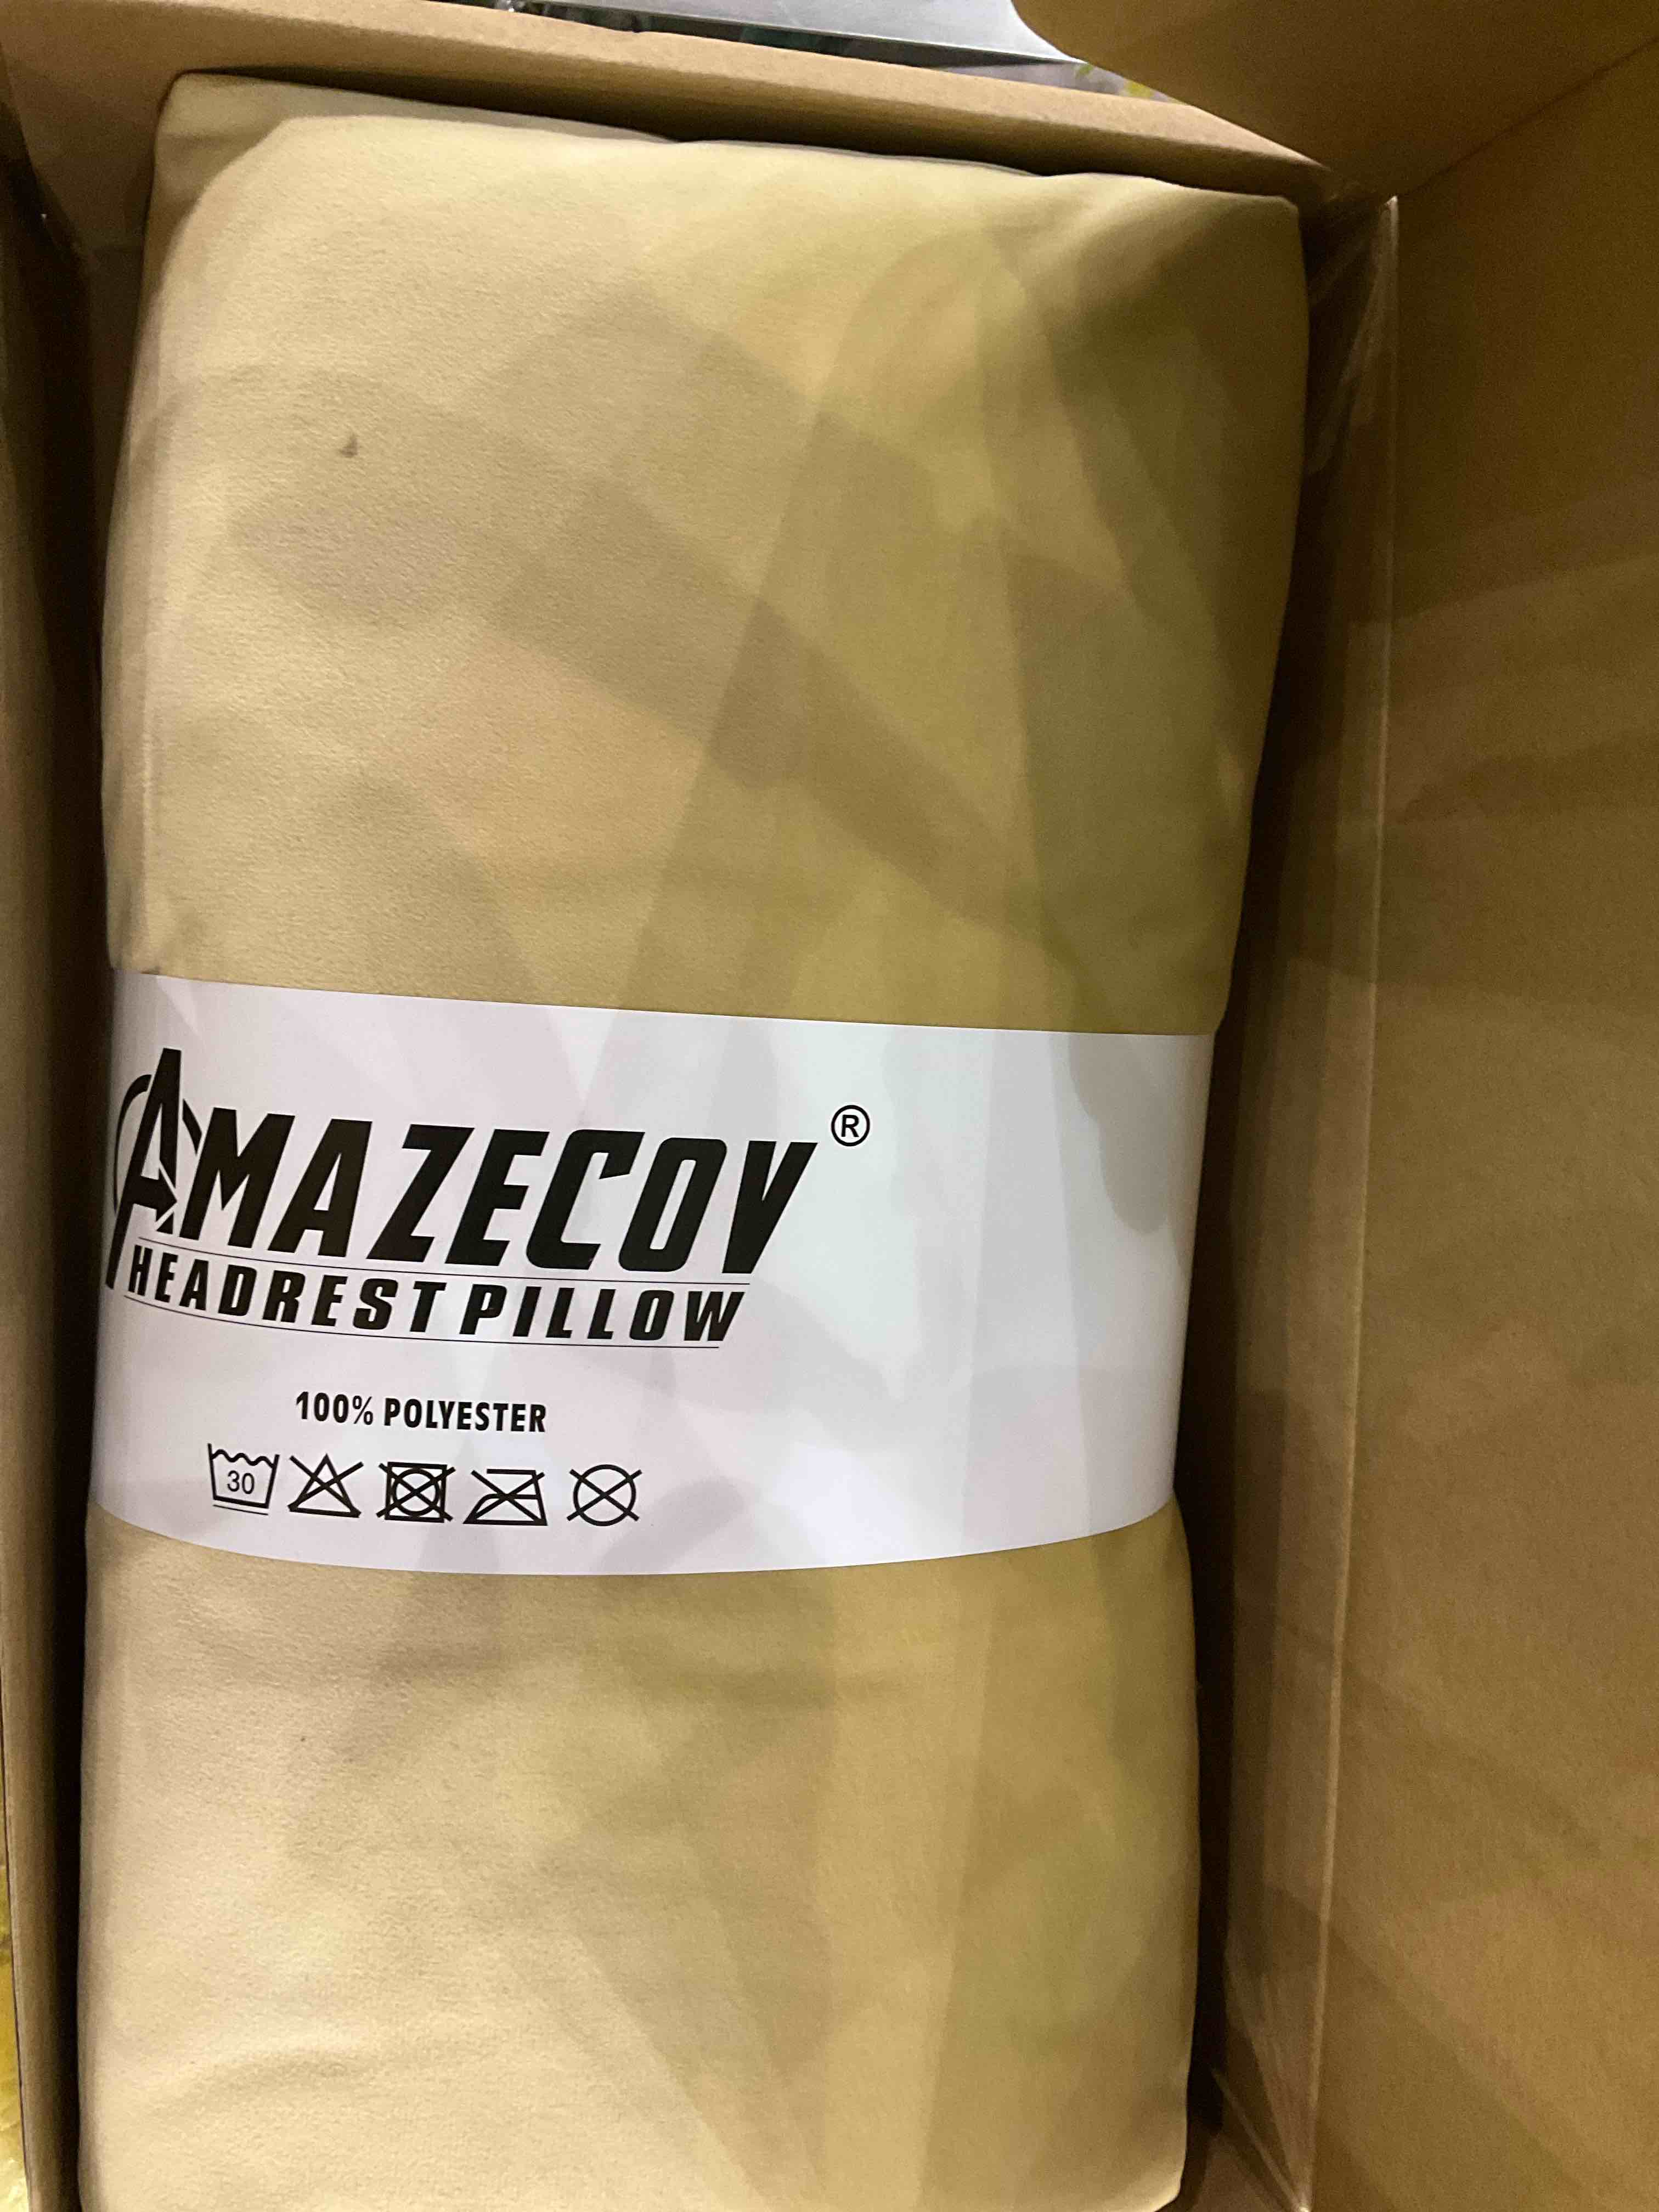 AMAZECOV ®
HEADREST PILLOW
100% POLYESTER
30